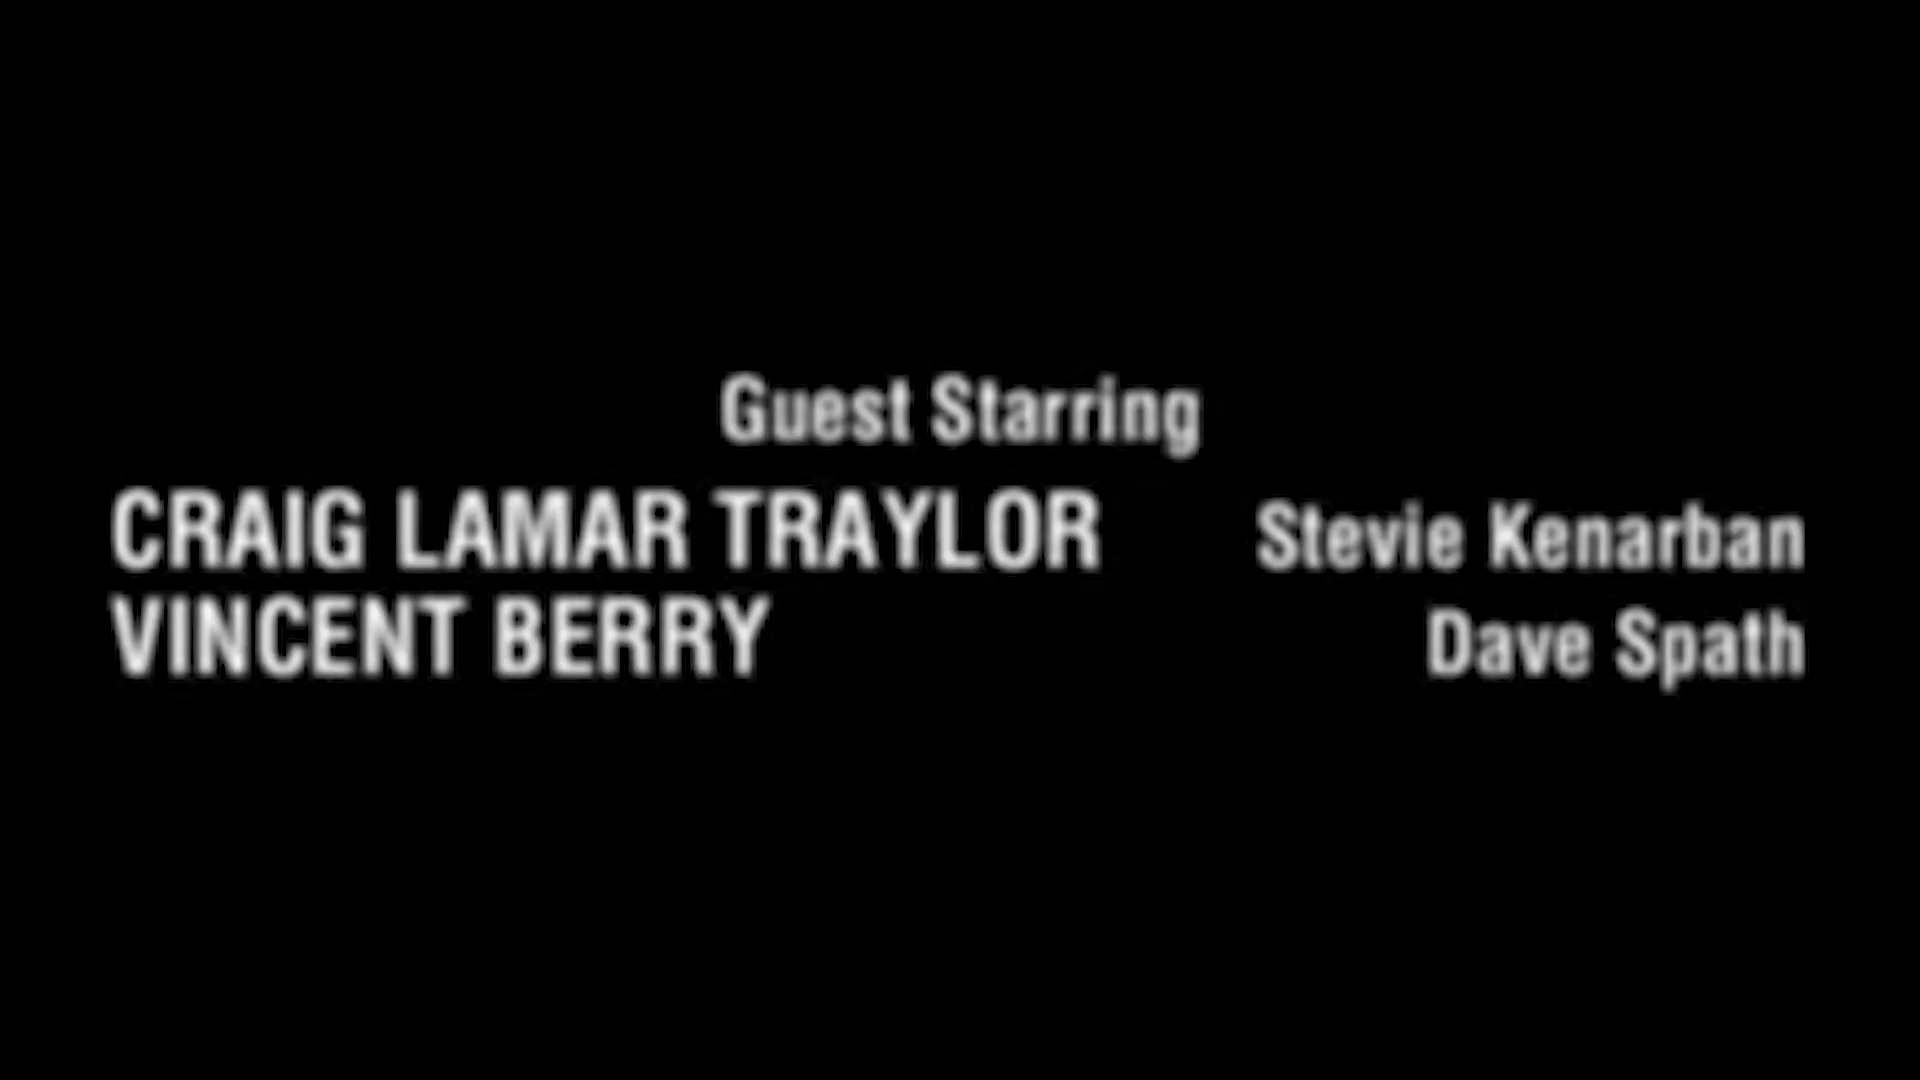 Guest Starring
CRAIG LAMAR TRAYLOR Stevie Kenarban
VINCENT BERRY Dave Spath